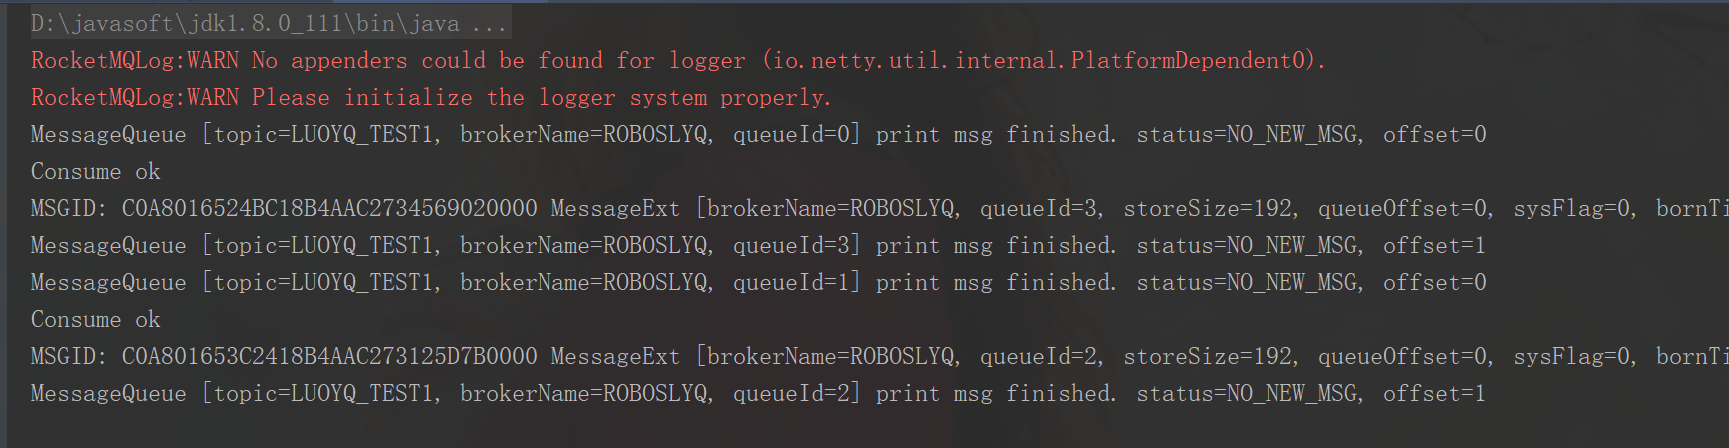 D:\javasoft\jdk1.8.0_111\bin\java ...
RocketMQLog:WARN No appenders could be found for logger (io.netty.util.internal.PlatformDependent0).
RocketMQLog:WARN Please initialize the logger system properly.
MessageQueue [topic=LUOYQ_TEST1, brokerName=ROBOSLYQ, queueId=0] print msg finished. status=NO_NEW_MSG, offset=0
Consume ok
MSGID: C0A8016524BC18B4AAC2734569020000 MessageExt [brokerName=ROBOSLYQ, queueId=3, storeSize=192, queueOffset=0, sysFlag=0, bornTi
MessageQueue [topic=LUOYQ_TEST1, brokerName=ROBOSLYQ, queueId=3] print msg finished. status=NO_NEW_MSG, offset=1
MessageQueue [topic=LUOYQ_TEST1, brokerName=ROBOSLYQ, queueId=1] print msg finished. status=NO_NEW_MSG, offset=0
Consume ok
MSGID: C0A801653C2418B4AAC273125D7B0000 MessageExt [brokerName=ROBOSLYQ, queueId=2, storeSize=192, queueOffset=0, sysFlag=0, bornTi
MessageQueue [topic=LUOYQ_TEST1, brokerName=ROBOSLYQ, queueId=2] print msg finished. status=NO_NEW_MSG, offset=1